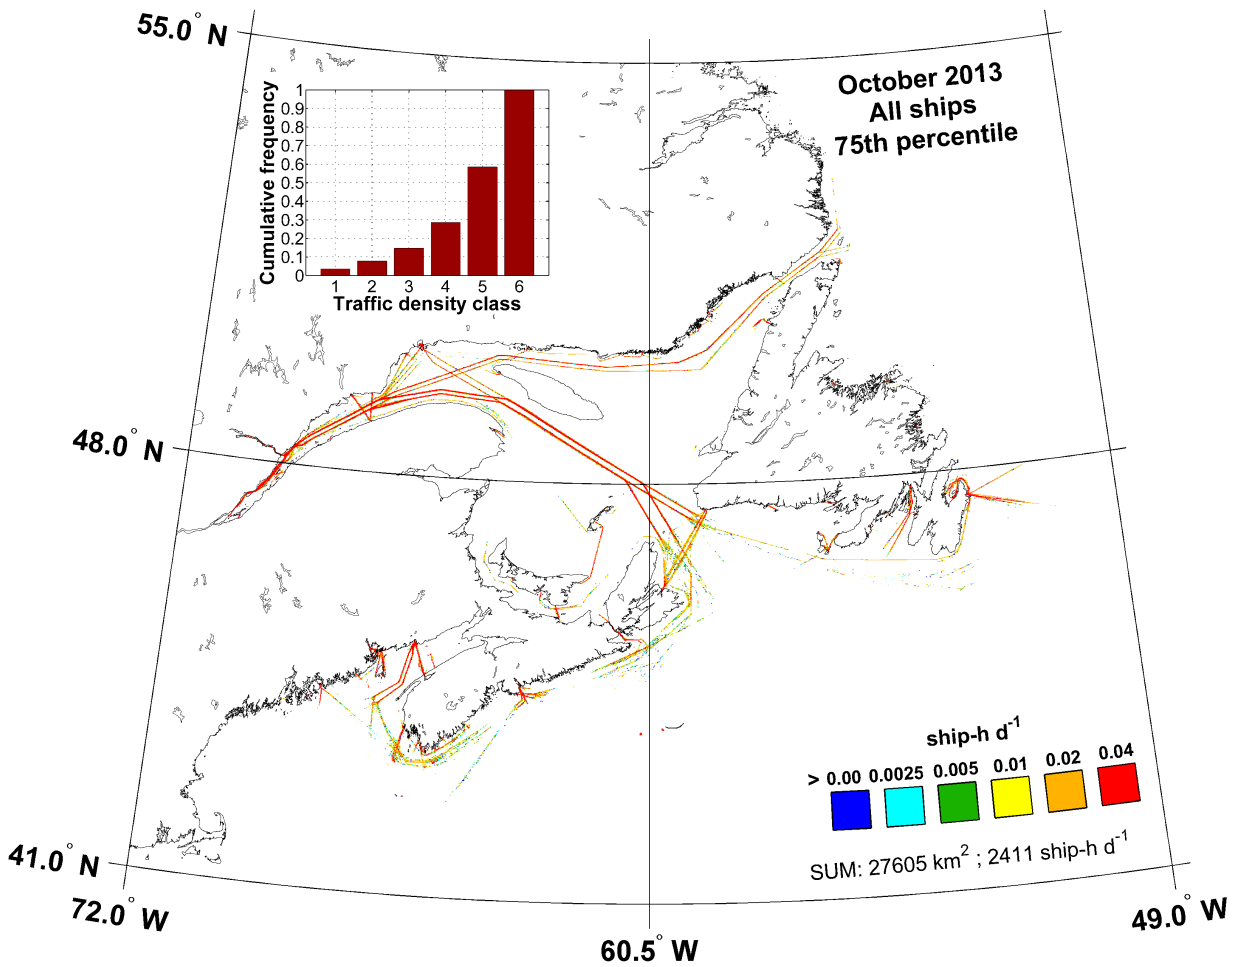 55.0° N
October 2013
All ships
75th percentile
Cumulative frequency
1
0.9
0.8
0.7
0.6
0.5
0.4
0.3
0.2
0.1
0
1 2 3 4 5 6
Traffic density class
48.0° N
ship-h d-1
> 0.00 0.0025 0.005 0.01 0.02 0.04
SUM: 27605 km2 ; 2411 ship-h d-1
41.0° N
72.0° W
60.5° W
49.0° W